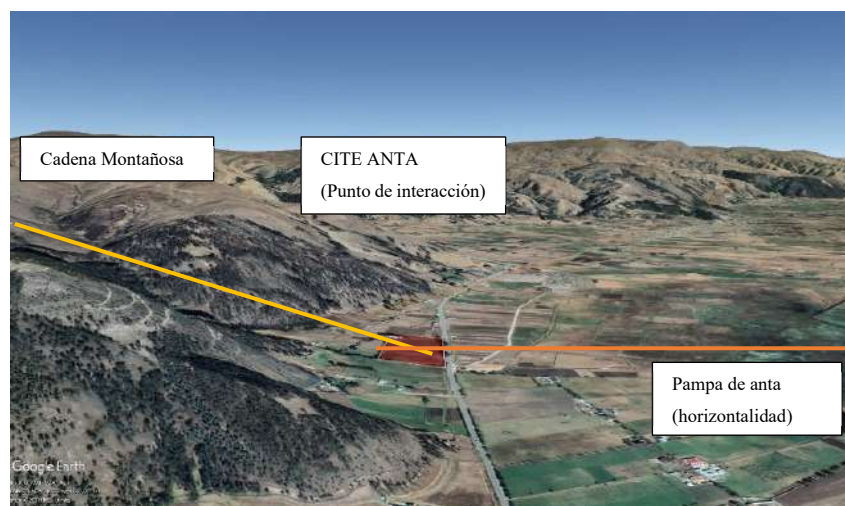 Cadena Montañosa
CITE ANTA
(Punto de interacción)
Pampa de anta
(horizontalidad)
Google Earth